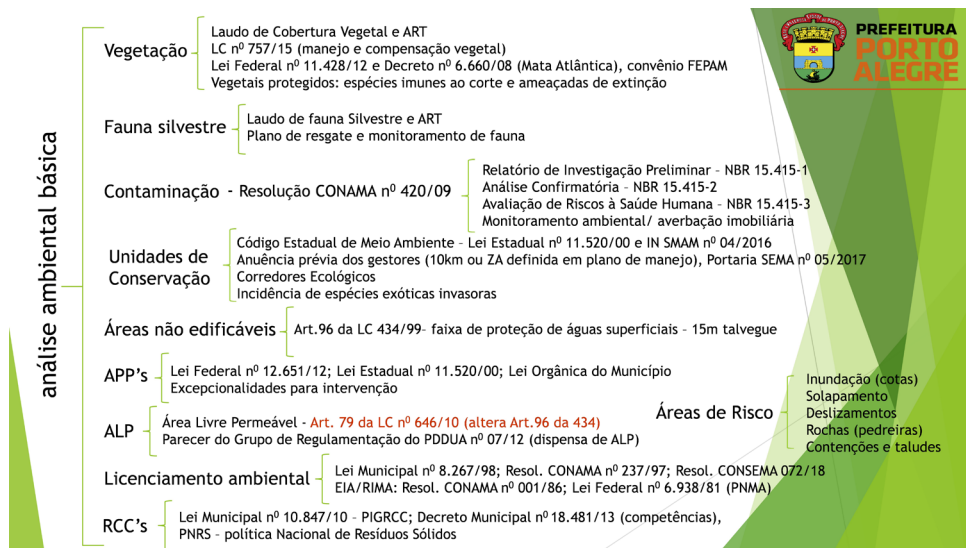 PREFEITURA
PORTO
ALEGRE
análise ambiental básica
Vegetação
Laudo de Cobertura Vegetal e ART
LC nº 757/15 (manejo e compensação vegetal)
Lei Federal nº 11.428/12 e Decreto nº 6.660/08 (Mata Atlântica), convênio FEPAM
Vegetais protegidos: espécies imunes ao corte e ameaçadas de extinção
Fauna silvestre
Laudo de fauna Silvestre e ART
Plano de resgate e monitoramento de fauna
Contaminação - Resolução CONAMA nº 420/09
Relatório de Investigação Preliminar – NBR 15.415-1
Análise Confirmatória – NBR 15.415-2
Avaliação de Riscos à Saúde Humana – NBR 15.415-3
Monitoramento ambiental/ averbação imobiliária
Unidades de
Conservação
Código Estadual de Meio Ambiente – Lei Estadual nº 11.520/00 e IN SMAM nº 04/2016
Anuência prévia dos gestores (10km ou ZA definida em plano de manejo), Portaria SEMA nº 05/2017
Corredores Ecológicos
Incidência de espécies exóticas invasoras
Áreas não edificáveis
Art.96 da LC 434/99– faixa de proteção de águas superficiais – 15m talvegue
APP's
Lei Federal nº 12.651/12; Lei Estadual nº 11.520/00; Lei Orgânica do Município
Excepcionalidades para intervenção
ALP
Área Livre Permeável - Art. 79 da LC nº 646/10 (altera Art.96 da 434)
Parecer do Grupo de Regulamentação do PDDUA nº 07/12 (dispensa de ALP)
Áreas de Risco
Inundação (cotas)
Solapamento
Deslizamentos
Rochas (pedreiras)
Contenções e taludes
Licenciamento ambiental
Lei Municipal nº 8.267/98; Resol. CONAMA nº 237/97; Resol. CONSEMA 072/18
EIA/RIMA: Resol. CONAMA nº 001/86; Lei Federal nº 6.938/81 (PNMA)
RCC's
Lei Municipal nº 10.847/10 – PIGRCC; Decreto Municipal nº 18.481/13 (competências),
PNRS – política Nacional de Resíduos Sólidos